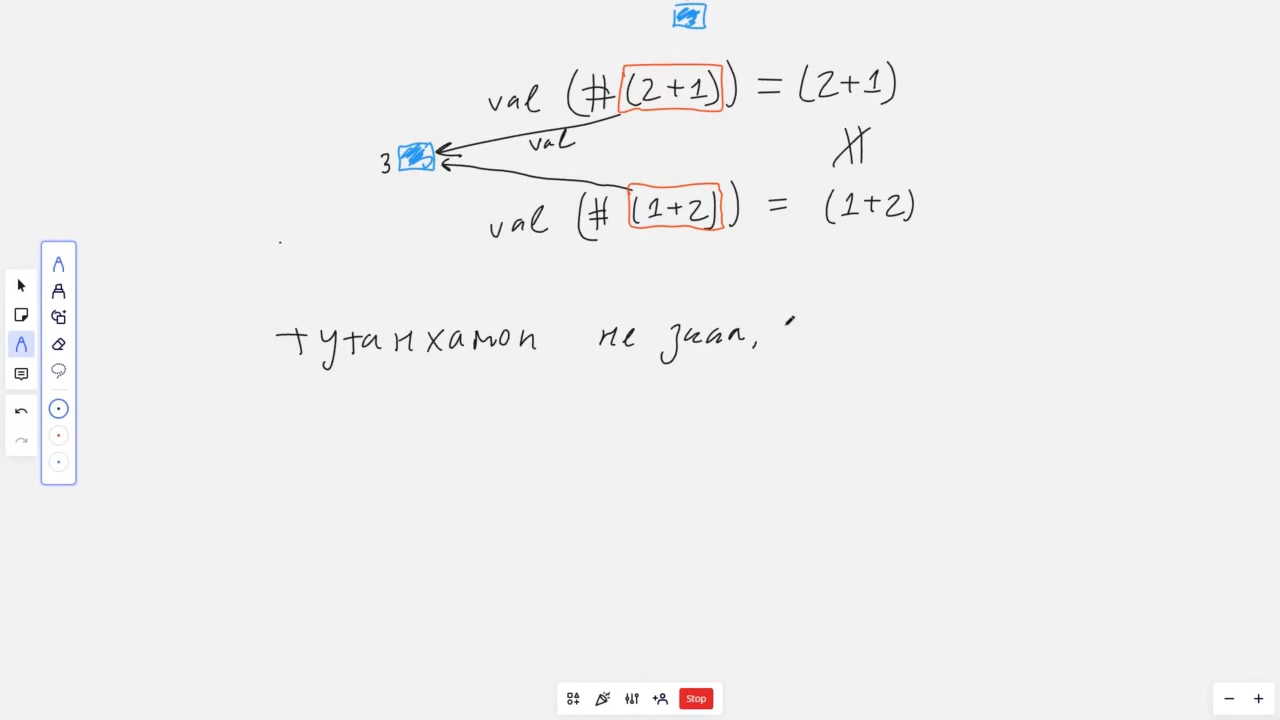 val (#(2+1)) = (2+1)
val
3
val (# (1+2)) = (1+2)
тутанхамон не знал,
Stop